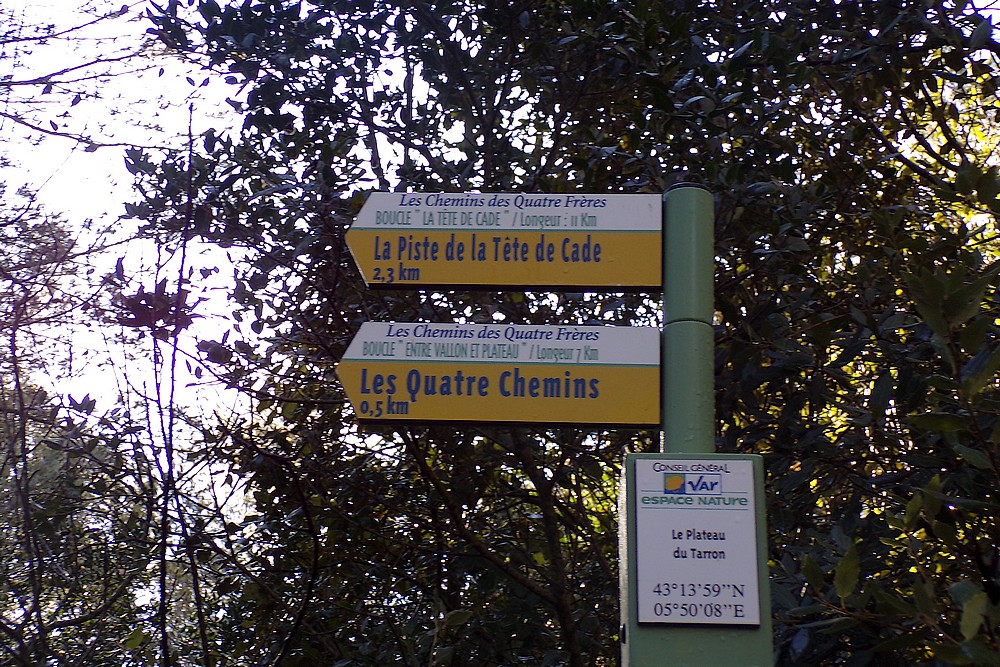 Les Chemins des Quatre Frères
BOUCLE " LA TÊTE DE CADE" / Longeur : 11 Km
La Piste de la Tête de Cade
2,3 km
Les Chemins des Quatre Frères
BOUCLE " ENTRE VALLON ET PLATEAU " / Longeur 7 Km
Les Quatre Chemins
0,5 km
CONSEIL GÉNÉRAL
VAR
ESPACE NATURE
Le Plateau
du Tarron
43°13'59"N
05°50'08"E